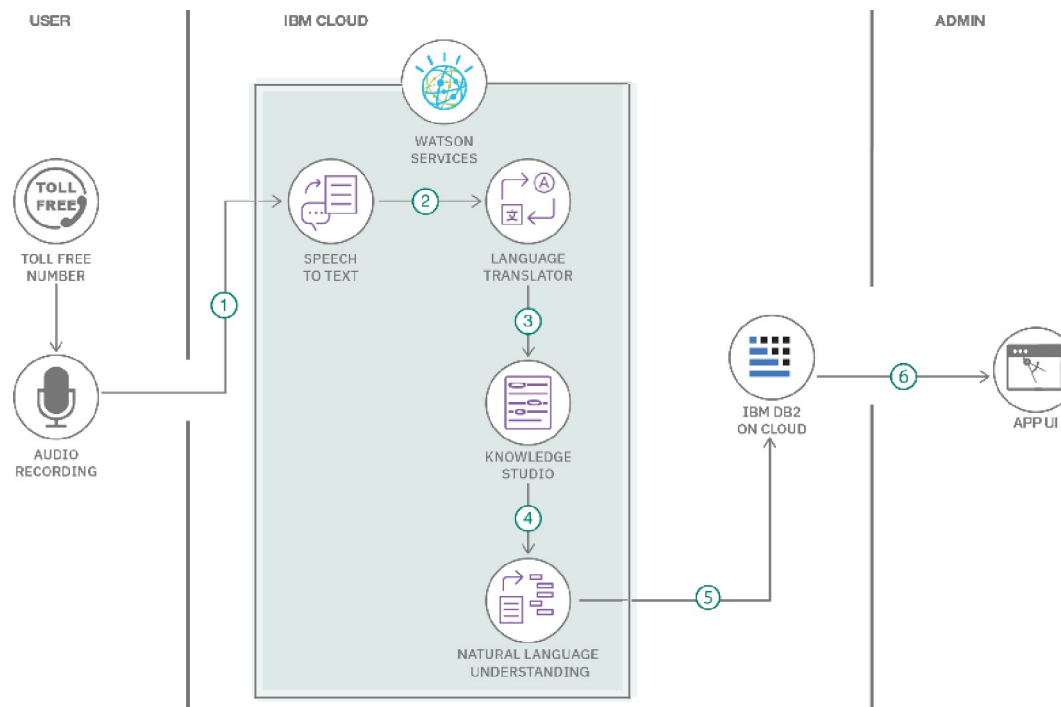 USER
IBM CLOUD
ADMIN
WATSON
SERVICES
TOLL
FREE
TOLL FREE
NUMBER
SPEECH
TO TEXT
2
A
文
LANGUAGE
TRANSLATOR
1
3
AUDIO
RECORDING
KNOWLEDGE
STUDIO
IBM DB2
ON CLOUD
6
APP UI
4
5
NATURAL LANGUAGE
UNDERSTANDING